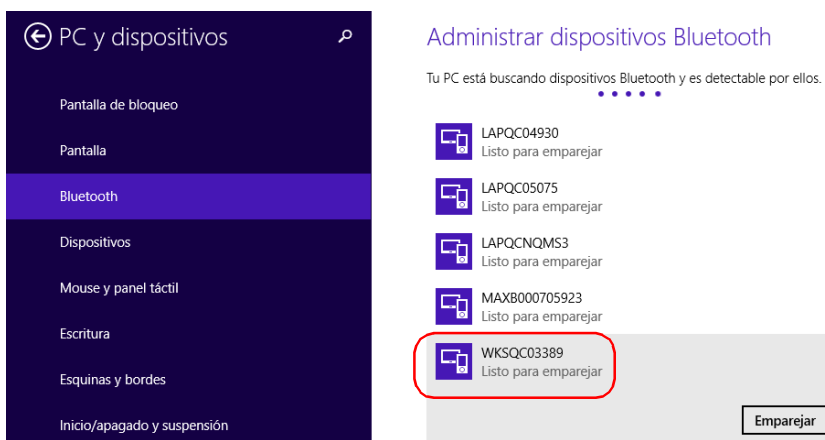 PC y dispositivos
Pantalla de bloqueo
Pantalla
Bluetooth
Dispositivos
Mouse y panel táctil
Escritura
Esquinas y bordes
Inicio/apagado y suspensión
Administrar dispositivos Bluetooth
Tu PC está buscando dispositivos Bluetooth y es detectable por ellos.
LAPQC04930
Listo para emparejar
LAPQC05075
Listo para emparejar
LAPQCNQMS3
Listo para emparejar
MAXB000705923
Listo para emparejar
WKSQC03389
Listo para emparejar
Emparejar